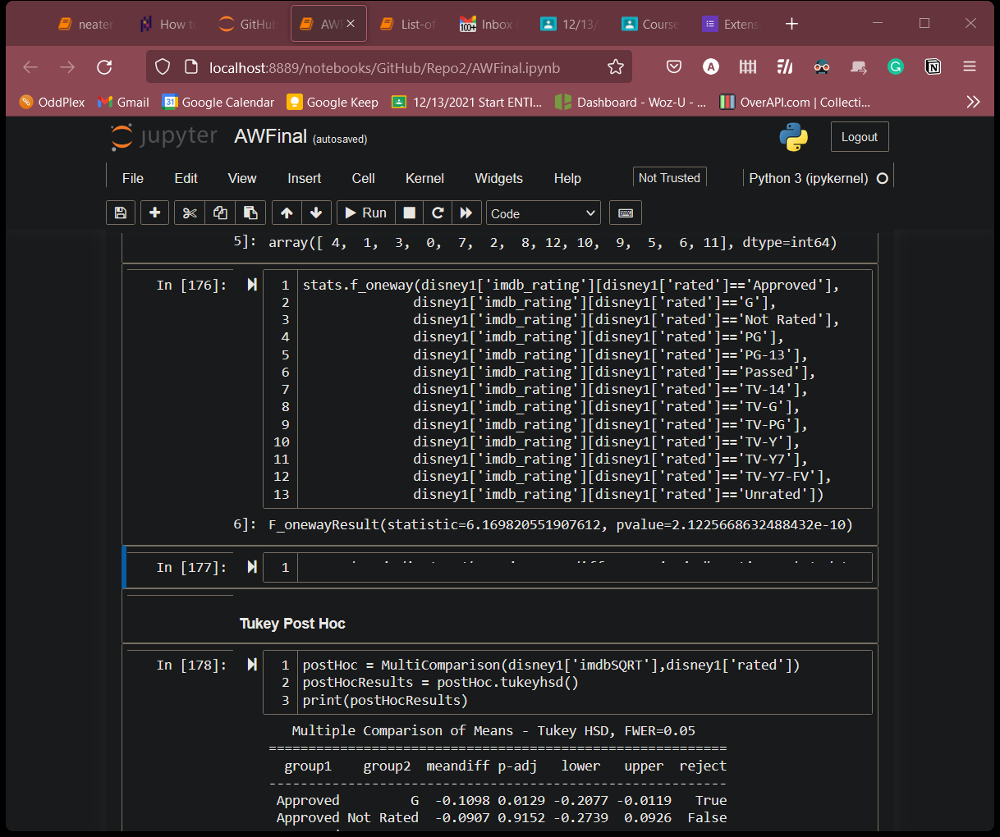 neater
How to
GitHub
AWF
List-of
100+ Inbox (
12/13/
Course
Extens
localhost:8889/notebooks/GitHub/Repo2/AWFinal.ipynb
OddPlex Gmail 31 Google Calendar Google Keep 12/13/2021 Start ENTI... Dashboard - Woz-U - ... OverAPI.com | Collecti...
jupyter AWFinal (autosaved)
Logout
File Edit View Insert Cell Kernel Widgets Help Not Trusted Python 3 (ipykernel)
Run Code
5]: array([ 4, 1, 3, 0, 7, 2, 8, 12, 10, 9, 5, 6, 11], dtype=int64)
In [176]: 1 stats.f_oneway(disney1['imdb_rating'][disney1['rated']=='Approved'],
2 disney1['imdb_rating'][disney1['rated']=='G'],
3 disney1['imdb_rating'][disney1['rated']=='Not Rated'],
4 disney1['imdb_rating'][disney1['rated']=='PG'],
5 disney1['imdb_rating'][disney1['rated']=='PG-13'],
6 disney1['imdb_rating'][disney1['rated']=='Passed'],
7 disney1['imdb_rating'][disney1['rated']=='TV-14'],
8 disney1['imdb_rating'][disney1['rated']=='TV-G'],
9 disney1['imdb_rating'][disney1['rated']=='TV-PG'],
10 disney1['imdb_rating'][disney1['rated']=='TV-Y'],
11 disney1['imdb_rating'][disney1['rated']=='TV-Y7'],
12 disney1['imdb_rating'][disney1['rated']=='TV-Y7-FV'],
13 disney1['imdb_rating'][disney1['rated']=='Unrated'])
6]: F_onewayResult(statistic=6.169820551907612, pvalue=2.1225668632488432e-10)
In [177]: 1
Tukey Post Hoc
In [178]: 1 postHoc = MultiComparison(disney1['imdbSQRT'],disney1['rated'])
2 postHocResults = postHoc.tukeyhsd()
3 print(postHocResults)
Multiple Comparison of Means - Tukey HSD, FWER=0.05
==========================================================
group1 group2 meandiff p-adj lower upper reject
----------------------------------------------------------
Approved G -0.1098 0.0129 -0.2077 -0.0119 True
Approved Not Rated -0.0907 0.9152 -0.2739 0.0926 False